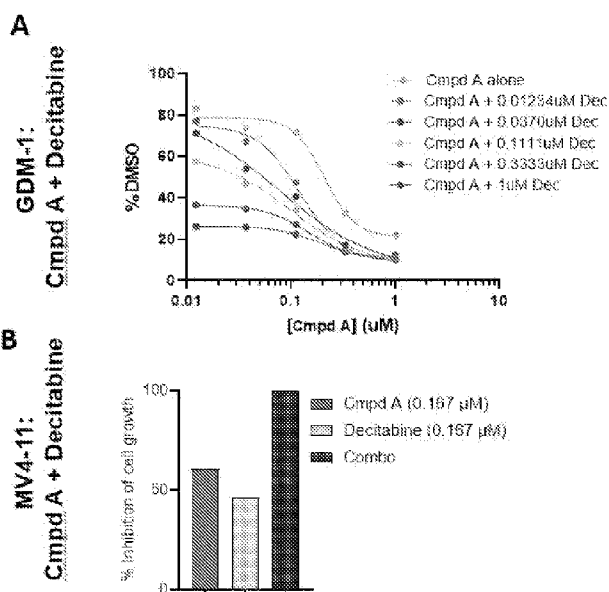 A
GDM-1:
Cmpd A + Decitabine
100
80
60
40
20
0
%DMSO
0.01
0.1
1
10
[Cmpd A] (uM)
Cmpd A alone
Cmpd A + 0.01234uM Dec
Cmpd A + 0.0370uM Dec
Cmpd A + 0.1111uM Dec
Cmpd A + 0.3333uM Dec
Cmpd A + 1uM Dec
B
MV4-11:
Cmpd A + Decitabine
% Inhibition of cell growth
100
50
0
Cmpd A (0.167 µM)
Decitabine (0.167 µM)
Combo